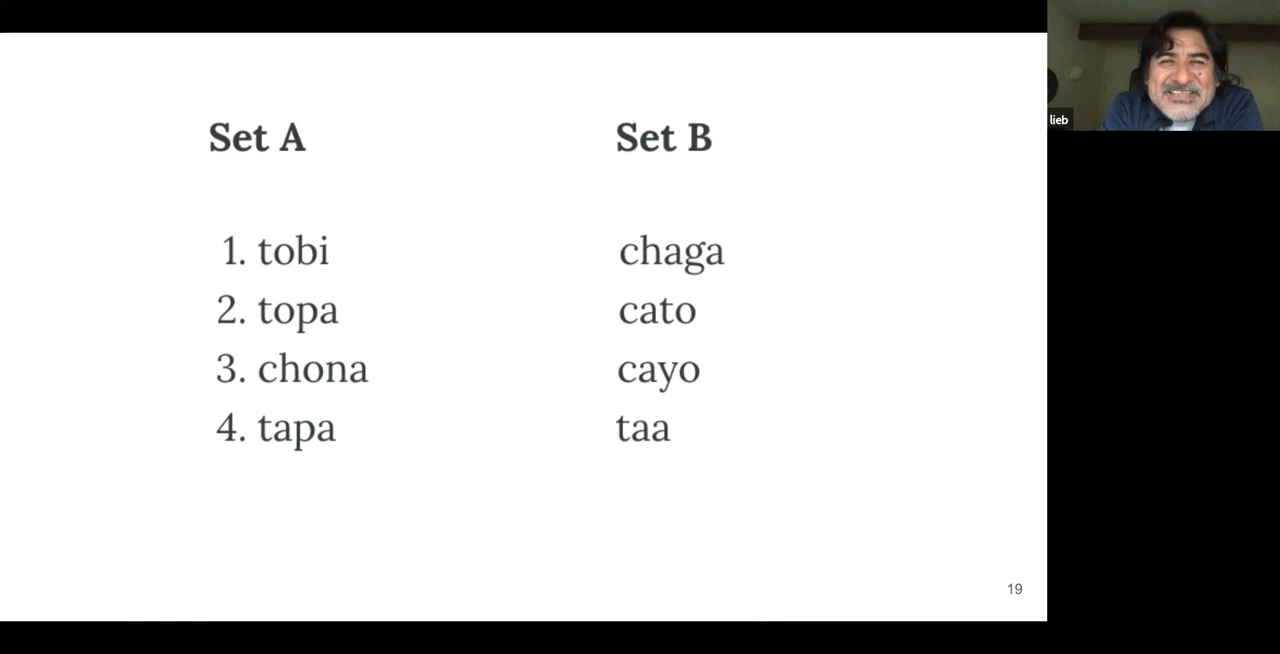 Set A Set B
1. tobi chaga
2. topa cato
3. chona cayo
4. tapa taa
19
lieb